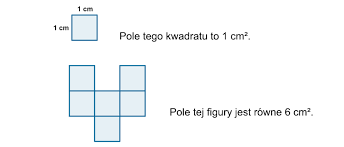 1 cm
1 cm
Pole tego kwadratu to 1 cm².
Pole tej figury jest równe 6 cm².